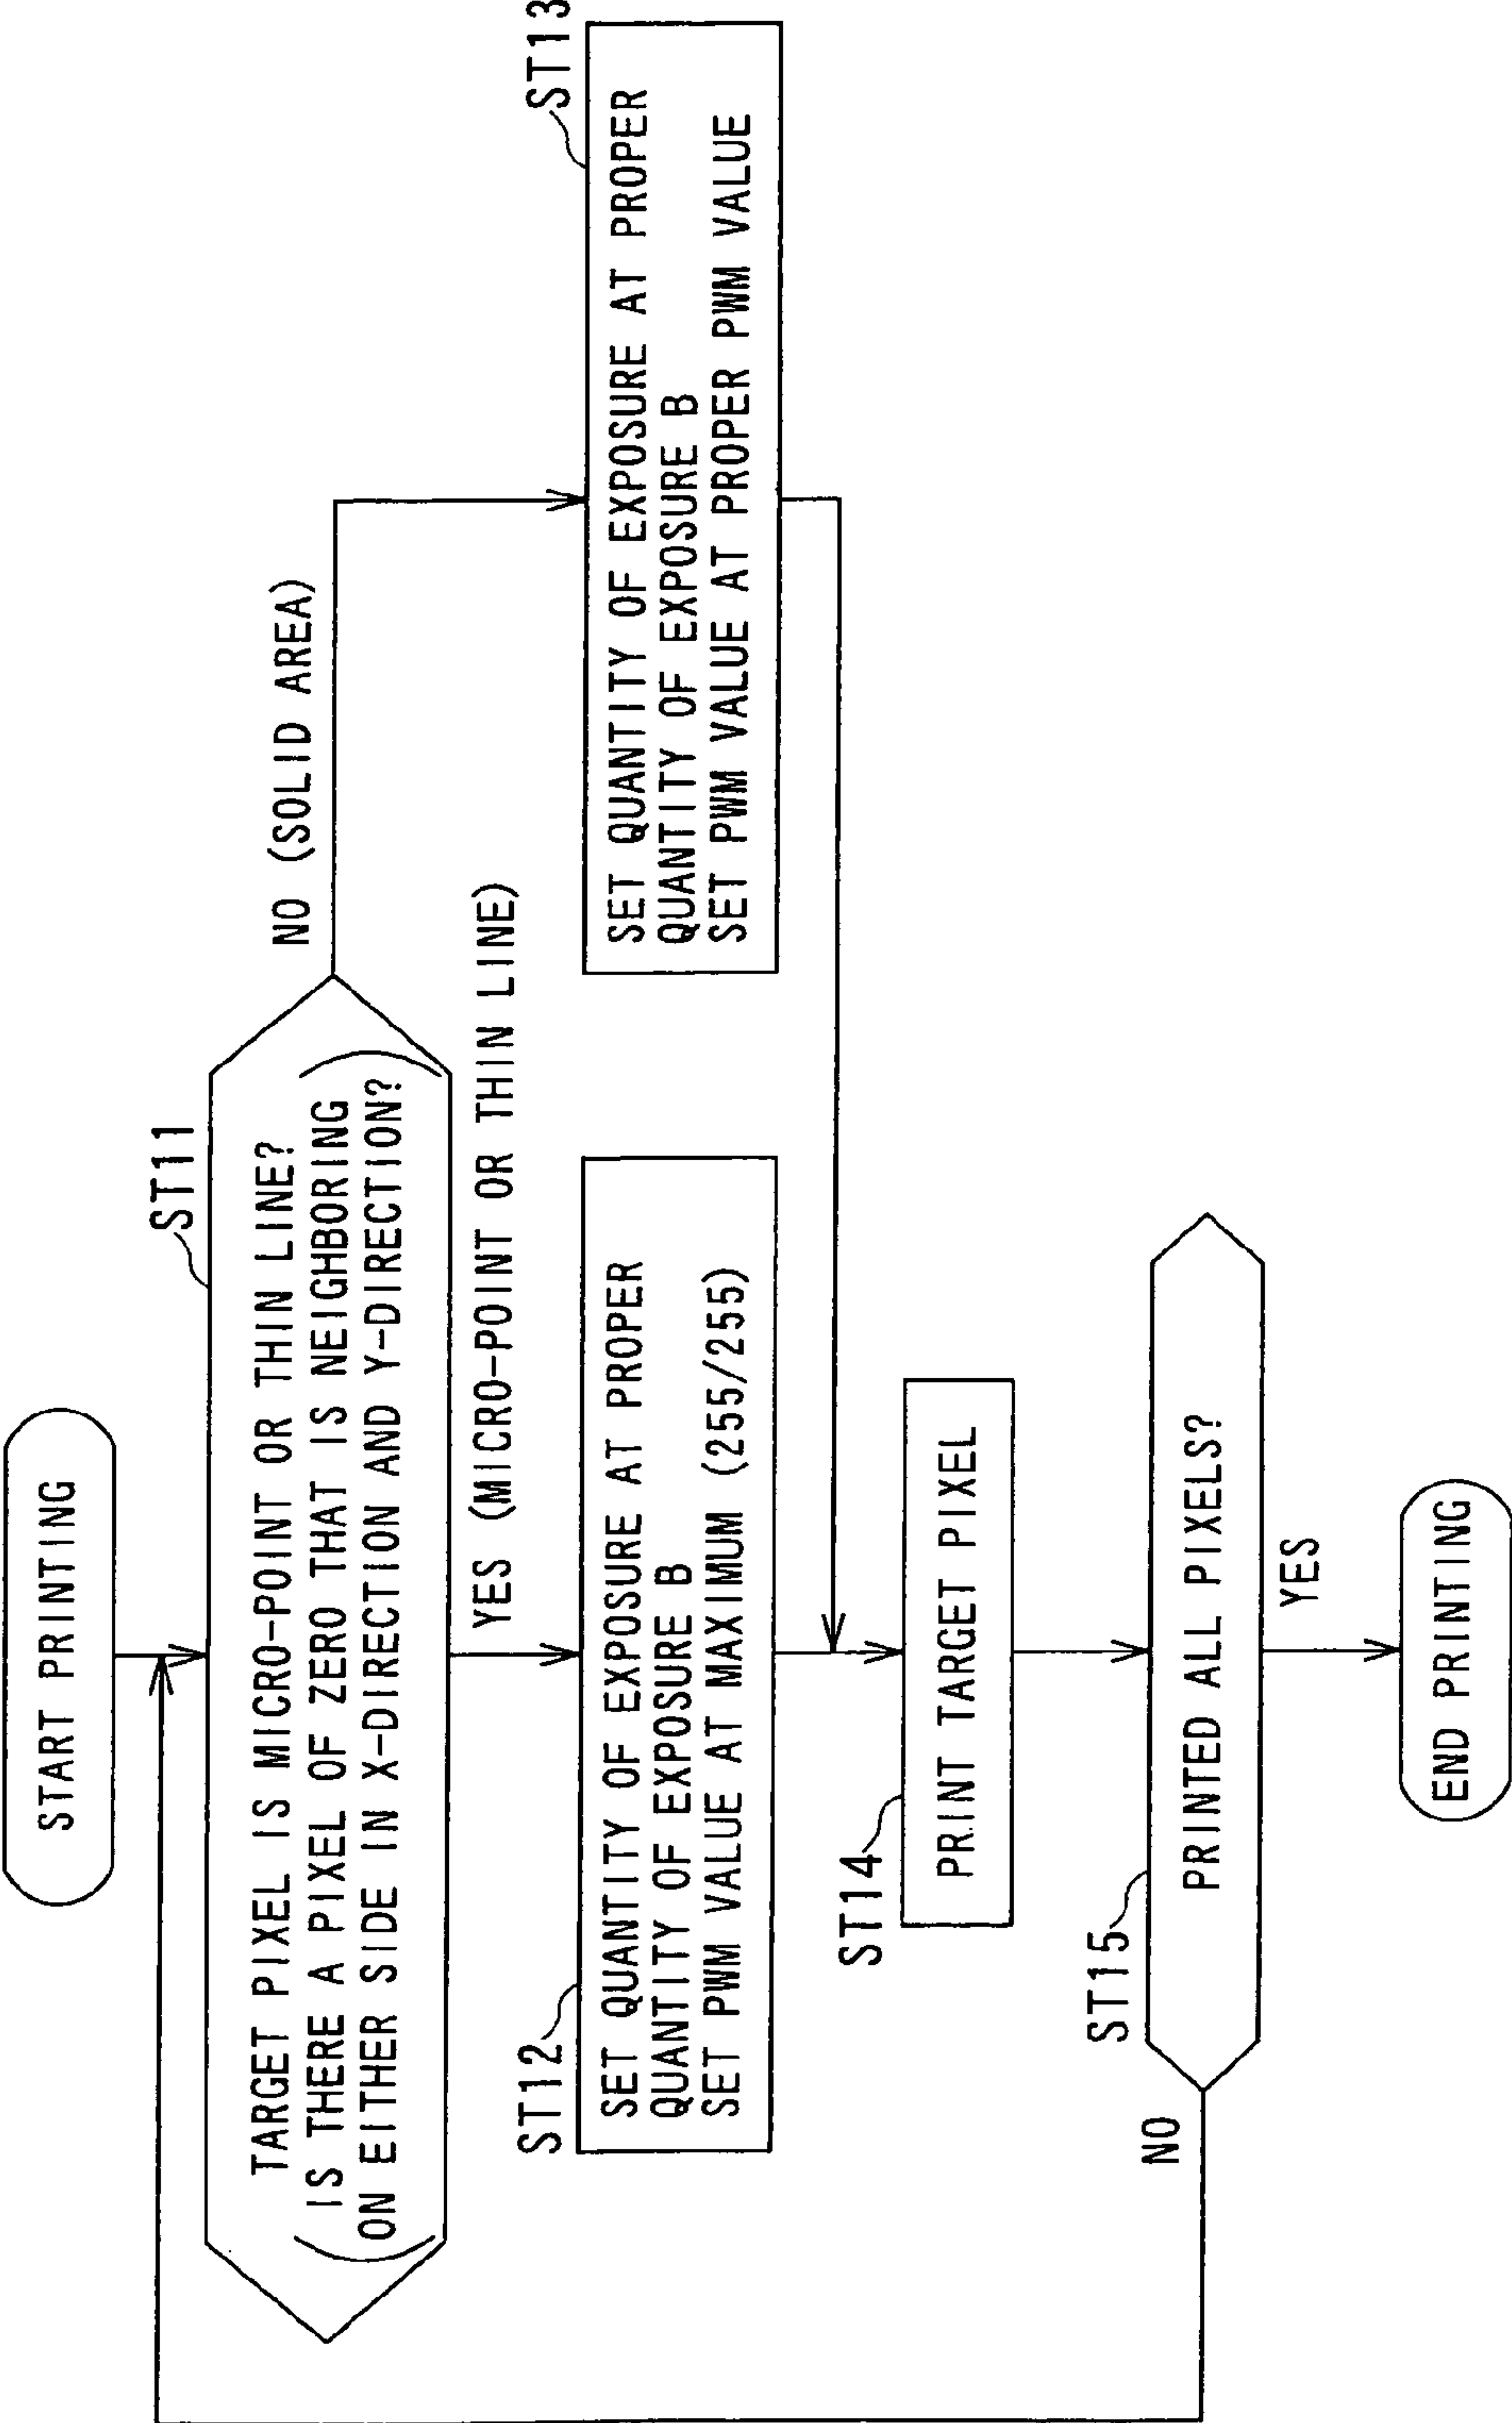 START PRINTING
ST11
TARGET PIXEL IS MICRO-POINT OR THIN LINE?
(IS THERE A PIXEL OF ZERO THAT IS NEIGHBORING
ON EITHER SIDE IN X-DIRECTION AND Y-DIRECTION?)
NO (SOLID AREA)
YES (MICRO-POINT OR THIN LINE)
ST12
SET QUANTITY OF EXPOSURE AT PROPER
QUANTITY OF EXPOSURE B
SET PWM VALUE AT MAXIMUM (255/255)
ST13
SET QUANTITY OF EXPOSURE AT PROPER
QUANTITY OF EXPOSURE B
SET PWM VALUE AT PROPER PWM VALUE
ST14
PRINT TARGET PIXEL
ST15
PRINTED ALL PIXELS?
NO
YES
END PRINTING